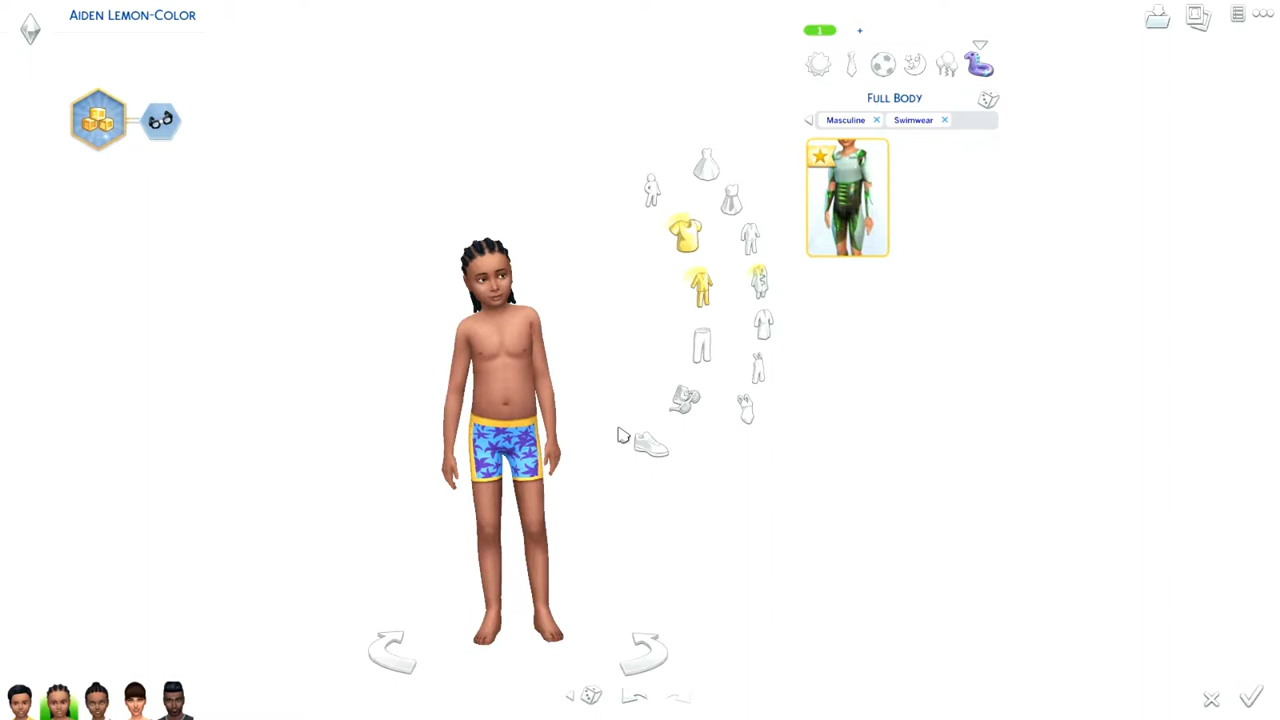 AIDEN LEMON-COLOR
1 +
FULL BODY
Masculine × Swimwear ×